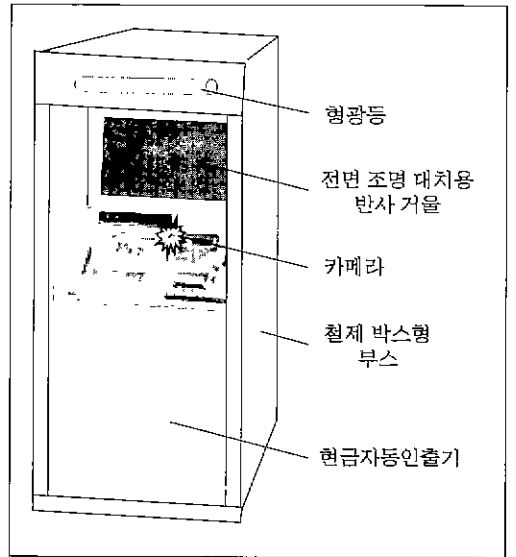 형광등
전면 조명 대치용
반사 거울
카메라
철제 박스형
부스
현금자동인출기